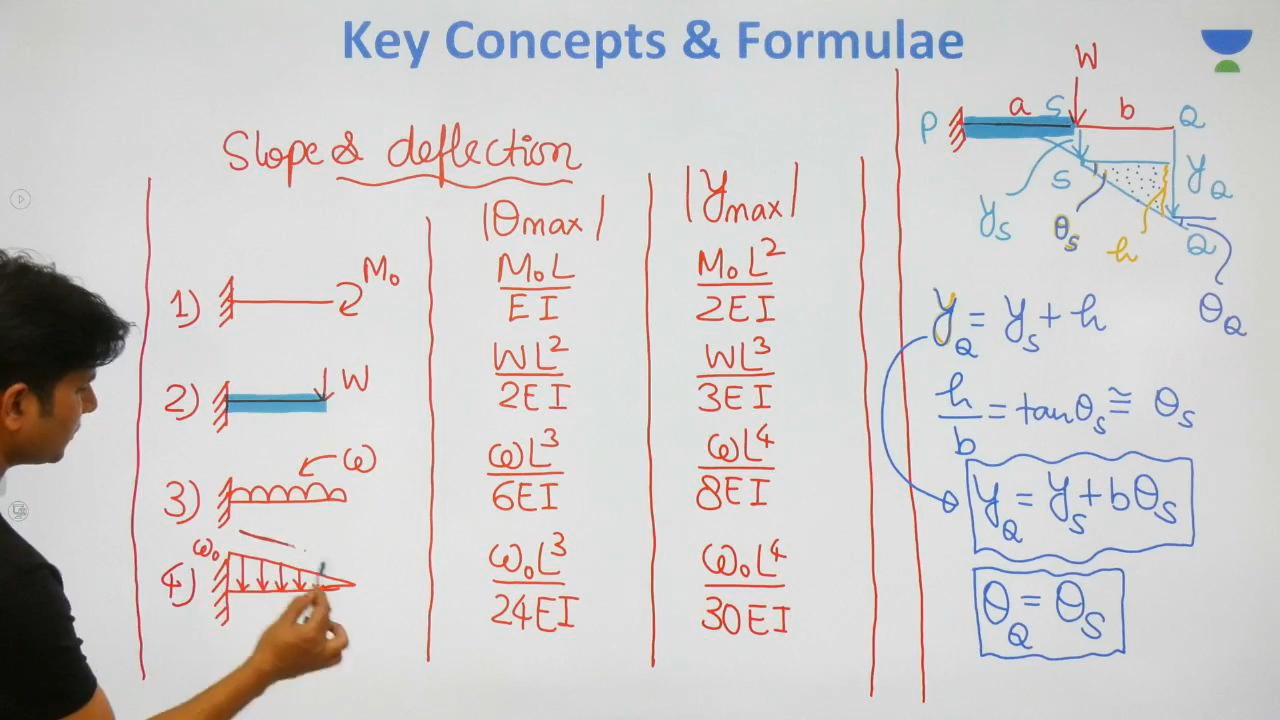 Key Concepts & Formulae
Slope & deflection
|θmax| |ymax|
1) M₀ M₀L/EI M₀L²/2EI
2) W WL²/2EI WL³/3EI
3) ω ωL³/6EI ωL⁴/8EI
4) ω₀ ω₀L³/24EI ω₀L⁴/30EI
W
P a S b Q
S y_Q
y_S θ_S h Q
θ_Q
y_Q = y_S + h
h/b = tanθ_S ≅ θ_S
y_Q = y_S + bθ_S
θ_Q = θ_S